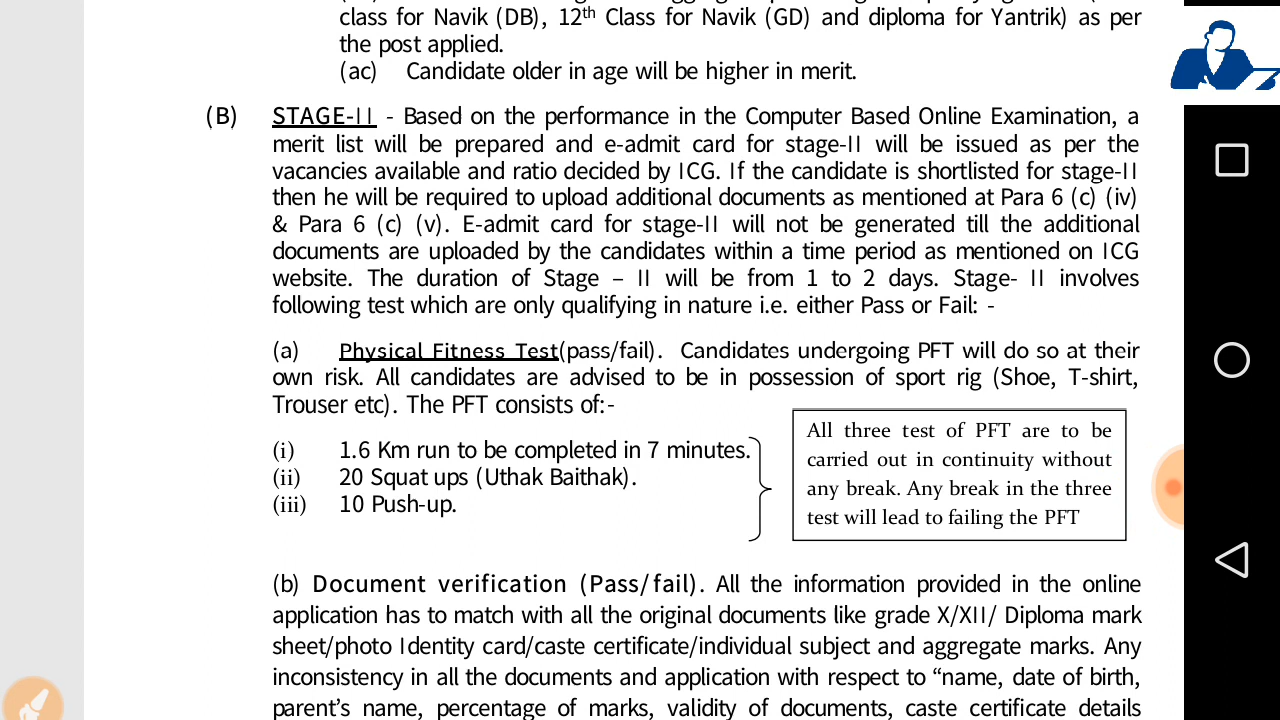 class for Navik (DB), 12th Class for Navik (GD) and diploma for Yantrik) as per
the post applied.
(ac) Candidate older in age will be higher in merit.
(B) STAGE-II - Based on the performance in the Computer Based Online Examination, a
merit list will be prepared and e-admit card for stage-II will be issued as per the
vacancies available and ratio decided by ICG. If the candidate is shortlisted for stage-II
then he will be required to upload additional documents as mentioned at Para 6 (c) (iv)
& Para 6 (c) (v). E-admit card for stage-II will not be generated till the additional
documents are uploaded by the candidates within a time period as mentioned on ICG
website. The duration of Stage – II will be from 1 to 2 days. Stage- II involves
following test which are only qualifying in nature i.e. either Pass or Fail: -
(a) Physical Fitness Test(pass/fail). Candidates undergoing PFT will do so at their
own risk. All candidates are advised to be in possession of sport rig (Shoe, T-shirt,
Trouser etc). The PFT consists of:-
(i) 1.6 Km run to be completed in 7 minutes.
(ii) 20 Squat ups (Uthak Baithak).
(iii) 10 Push-up.
All three test of PFT are to be
carried out in continuity without
any break. Any break in the three
test will lead to failing the PFT
(b) Document verification (Pass/fail). All the information provided in the online
application has to match with all the original documents like grade X/XII/ Diploma mark
sheet/photo Identity card/caste certificate/individual subject and aggregate marks. Any
inconsistency in all the documents and application with respect to “name, date of birth,
parent’s name, percentage of marks, validity of documents, caste certificate details